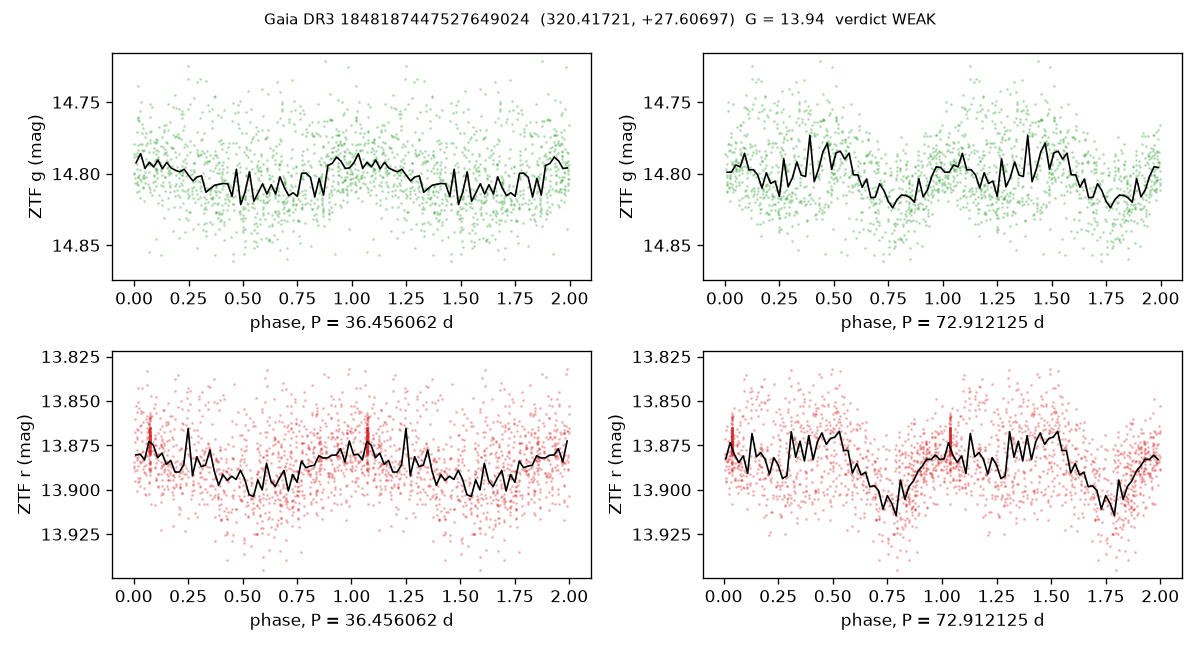 Gaia DR3 1848187447527649024  (320.41721, +27.60697)  G = 13.94  verdict WEAK
ZTF g (mag)
14.75
14.80
14.85
0.00 0.25 0.50 0.75 1.00 1.25 1.50 1.75 2.00
phase, P = 36.456062 d
ZTF g (mag)
14.75
14.80
14.85
0.00 0.25 0.50 0.75 1.00 1.25 1.50 1.75 2.00
phase, P = 72.912125 d
ZTF r (mag)
13.825
13.850
13.875
13.900
13.925
0.00 0.25 0.50 0.75 1.00 1.25 1.50 1.75 2.00
phase, P = 36.456062 d
ZTF r (mag)
13.825
13.850
13.875
13.900
13.925
0.00 0.25 0.50 0.75 1.00 1.25 1.50 1.75 2.00
phase, P = 72.912125 d